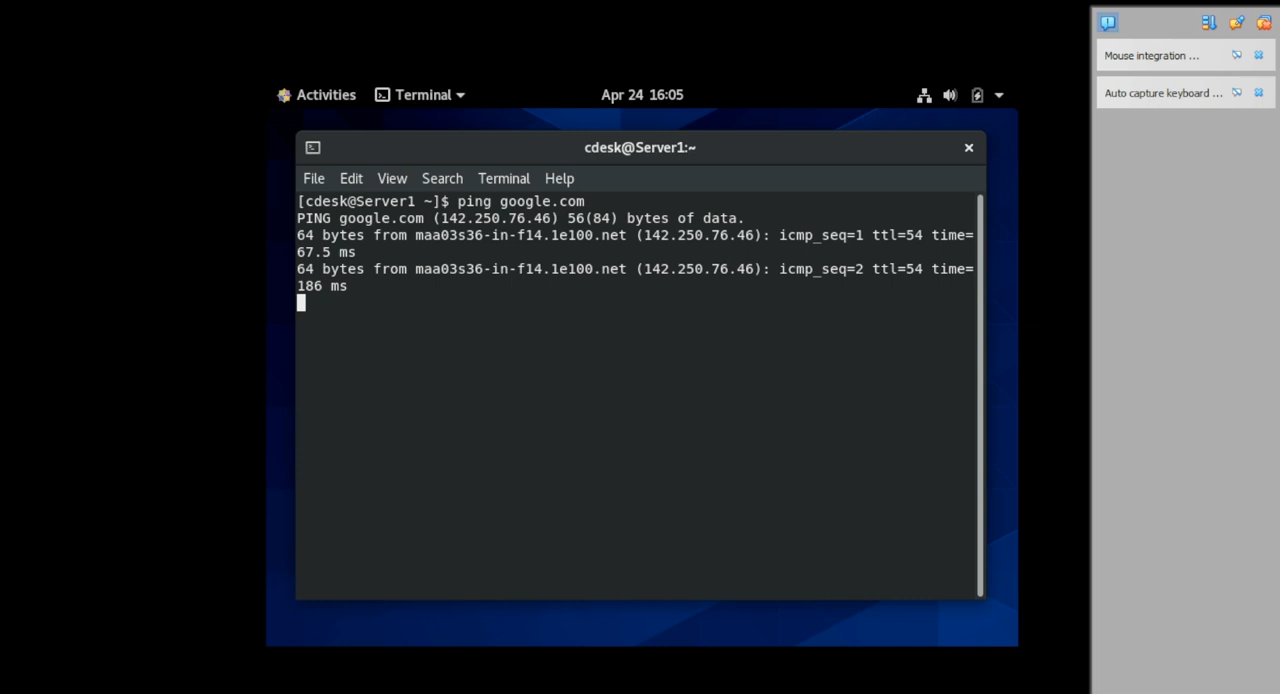 Activities Terminal Apr 24 16:05
cdesk@Server1:~
File Edit View Search Terminal Help
[cdesk@Server1 ~]$ ping google.com
PING google.com (142.250.76.46) 56(84) bytes of data.
64 bytes from maa03s36-in-f14.1e100.net (142.250.76.46): icmp_seq=1 ttl=54 time=
67.5 ms
64 bytes from maa03s36-in-f14.1e100.net (142.250.76.46): icmp_seq=2 ttl=54 time=
186 ms
Mouse integration ...
Auto capture keyboard ...